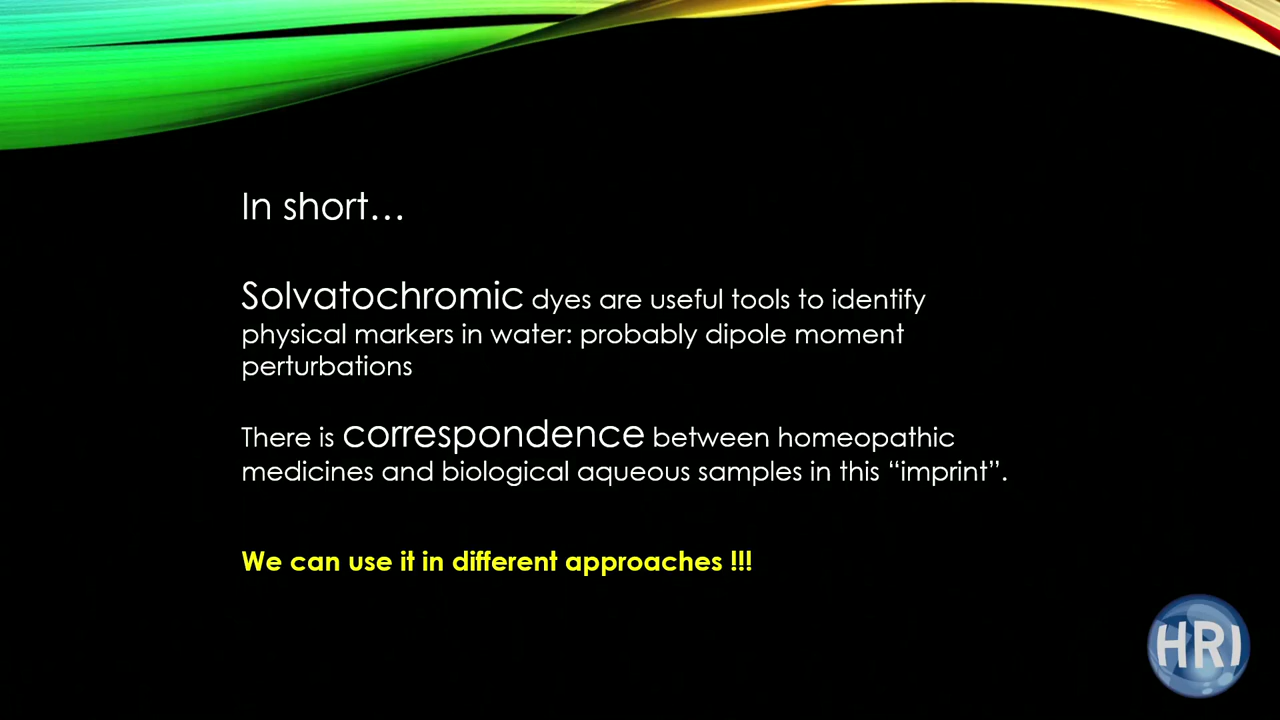 In short…
Solvatochromic dyes are useful tools to identify
physical markers in water: probably dipole moment
perturbations
There is correspondence between homeopathic
medicines and biological aqueous samples in this “imprint”.
We can use it in different approaches !!!
HRI